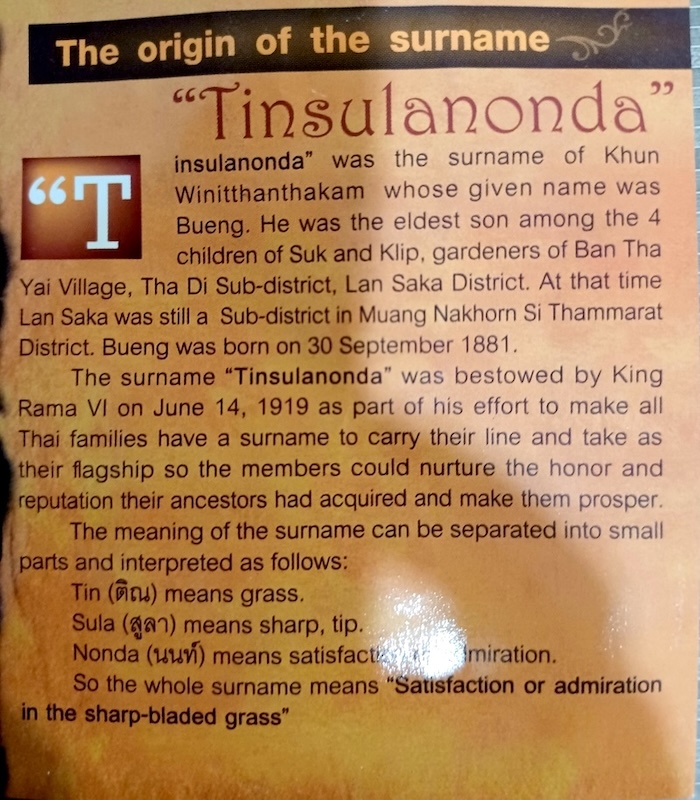 The origin of the surname
“Tinsulanonda”
“Tinsulanonda” was the surname of Khun
Winitthanthakam whose given name was
Bueng. He was the eldest son among the 4
children of Suk and Klip, gardeners of Ban Tha
Yai Village, Tha Di Sub-district, Lan Saka District. At that time
Lan Saka was still a Sub-district in Muang Nakhorn Si Thammarat
District. Bueng was born on 30 September 1881.
The surname “Tinsulanonda” was bestowed by King
Rama VI on June 14, 1919 as part of his effort to make all
Thai families have a surname to carry their line and take as
their flagship so the members could nurture the honor and
reputation their ancestors had acquired and make them prosper.
The meaning of the surname can be separated into small
parts and interpreted as follows:
Tin (ติณ) means grass.
Sula (สูลา) means sharp, tip.
Nonda (นนท์) means
So the whole surname means “Satisfaction or admiration
in the sharp-bladed grass”